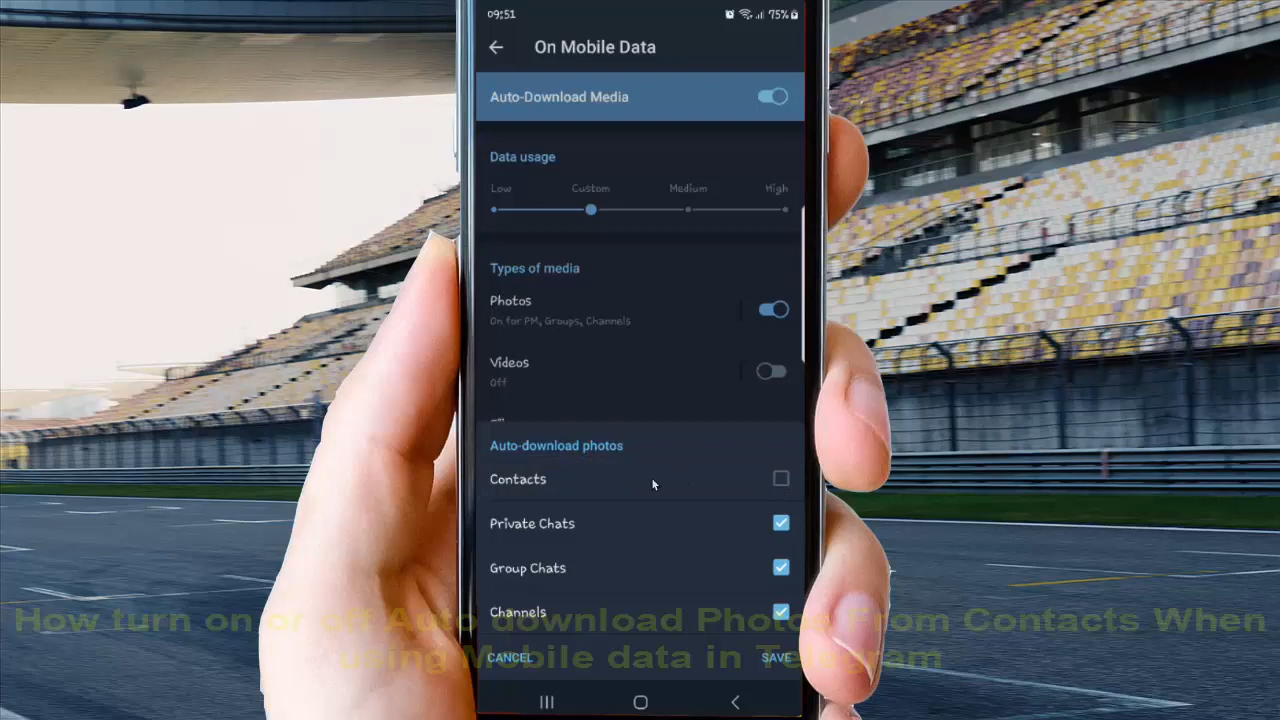 09:51
75%
On Mobile Data
Auto-Download Media
Data usage
Low Custom Medium High
Types of media
Photos
On for PM, Groups, Channels
Videos
Off
Auto-download photos
Contacts
Private Chats
Group Chats
Channels
How turn on or off Auto download Photos From Contacts When
using Mobile data in Telegram
CANCEL SAVE